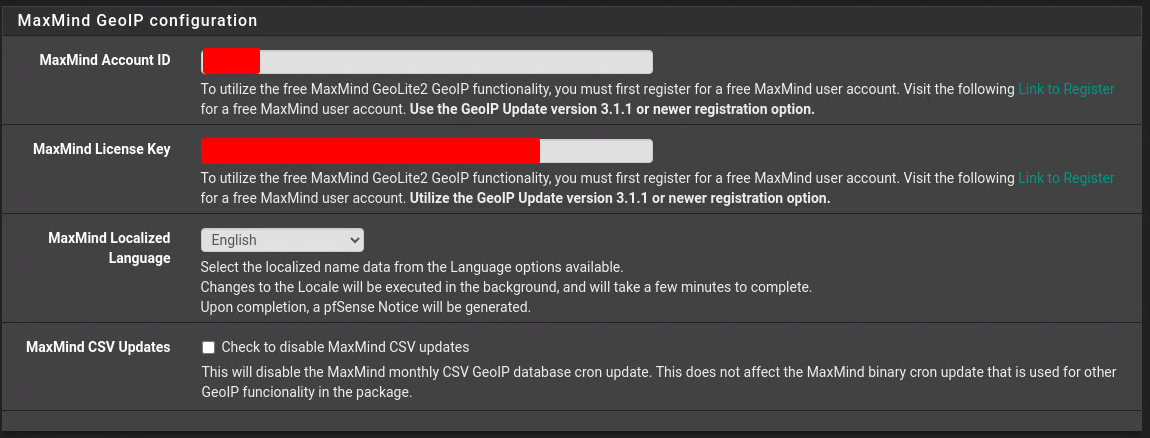 MaxMind GeoIP configuration
MaxMind Account ID
To utilize the free MaxMind GeoLite2 GeoIP functionality, you must first register for a free MaxMind user account. Visit the following Link to Register
for a free MaxMind user account. Use the GeoIP Update version 3.1.1 or newer registration option.
MaxMind License Key
To utilize the free MaxMind GeoLite2 GeoIP functionality, you must first register for a free MaxMind user account. Visit the following Link to Register
for a free MaxMind user account. Utilize the GeoIP Update version 3.1.1 or newer registration option.
MaxMind Localized
Language
English
Select the localized name data from the Language options available.
Changes to the Locale will be executed in the background, and will take a few minutes to complete.
Upon completion, a pfSense Notice will be generated.
MaxMind CSV Updates
Check to disable MaxMind CSV updates
This will disable the MaxMind monthly CSV GeoIP database cron update. This does not affect the MaxMind binary cron update that is used for other
GeoIP funcionality in the package.